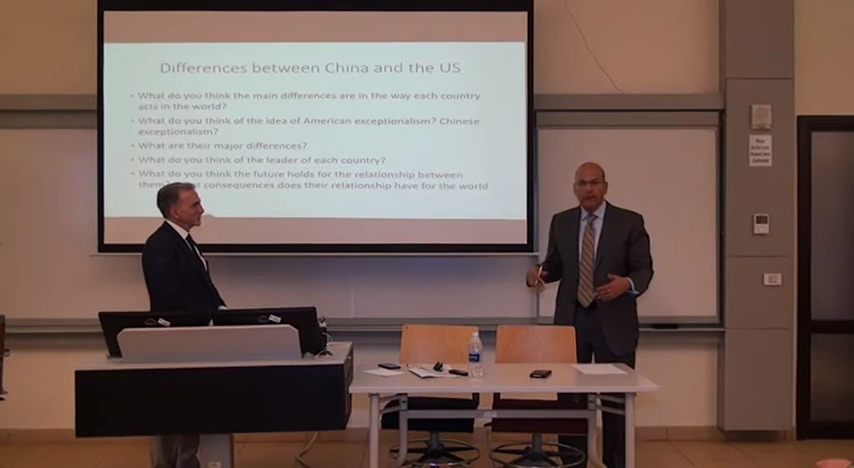 Differences between China and the US
• What do you think the main differences are in the way each country
acts in the world?
• What do you think of the idea of American exceptionalism? Chinese
exceptionalism?
• What are their major differences?
• What do you think of the leader of each country?
• What do you think the future holds for the relationship between
consequences does their relationship have for the world